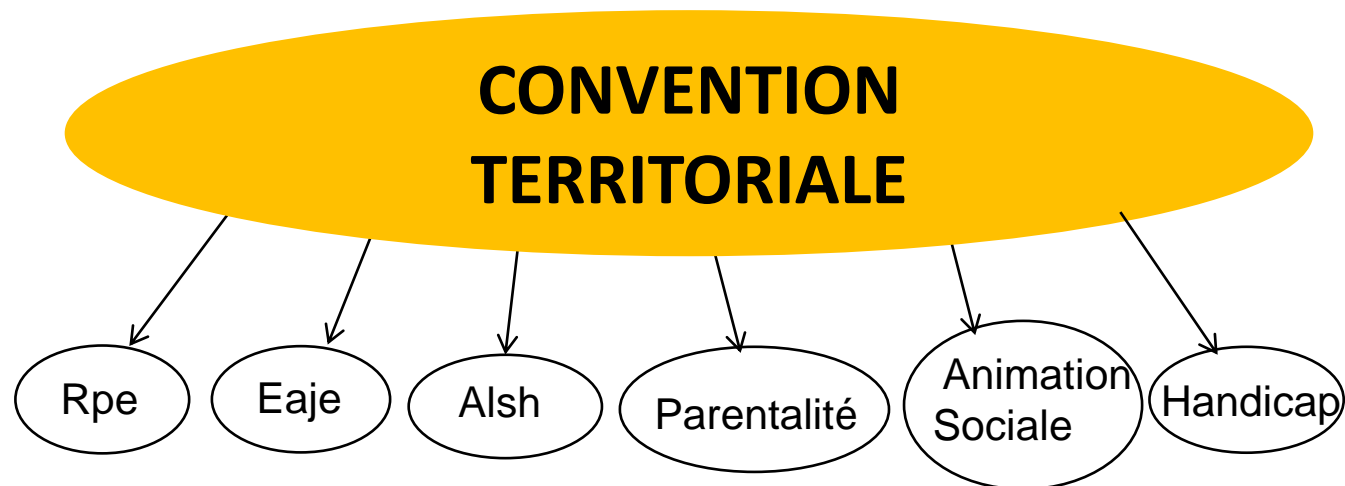 CONVENTION
TERRITORIALE
Rpe
Eaje
Alsh
Parentalité
Animation
Sociale
Handicap